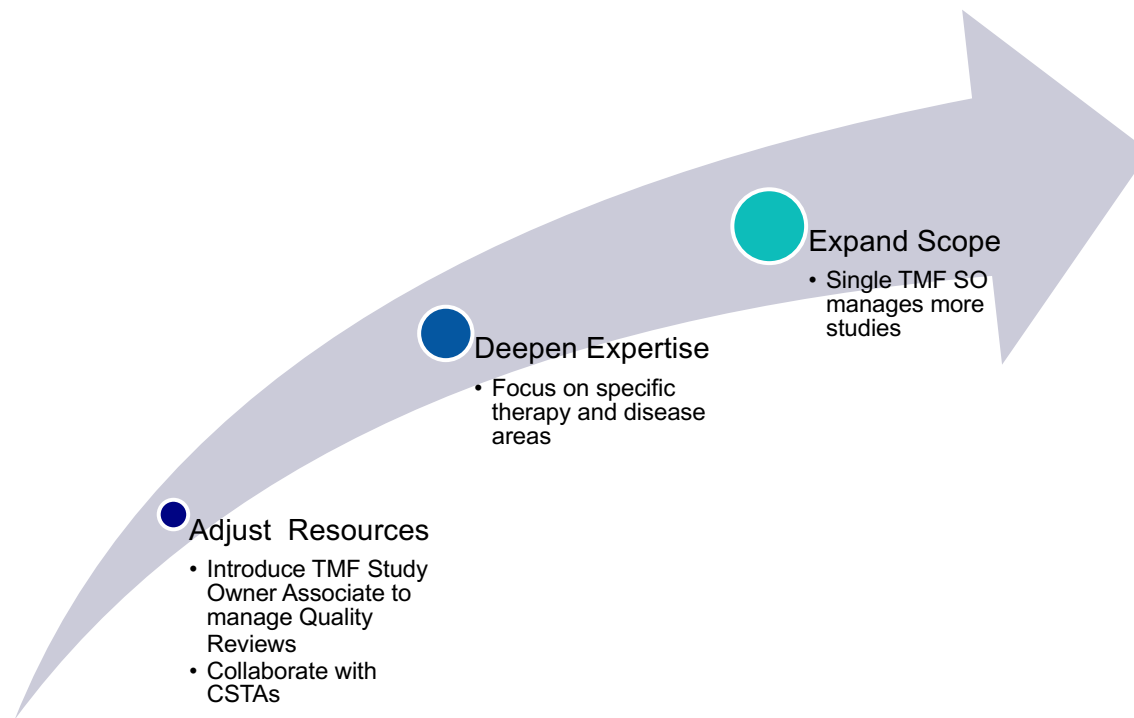 Expand Scope
• Single TMF SO
manages more
studies
Deepen Expertise
• Focus on specific
therapy and disease
areas
Adjust  Resources
• Introduce TMF Study
Owner Associate to
manage Quality
Reviews
• Collaborate with
CSTAs